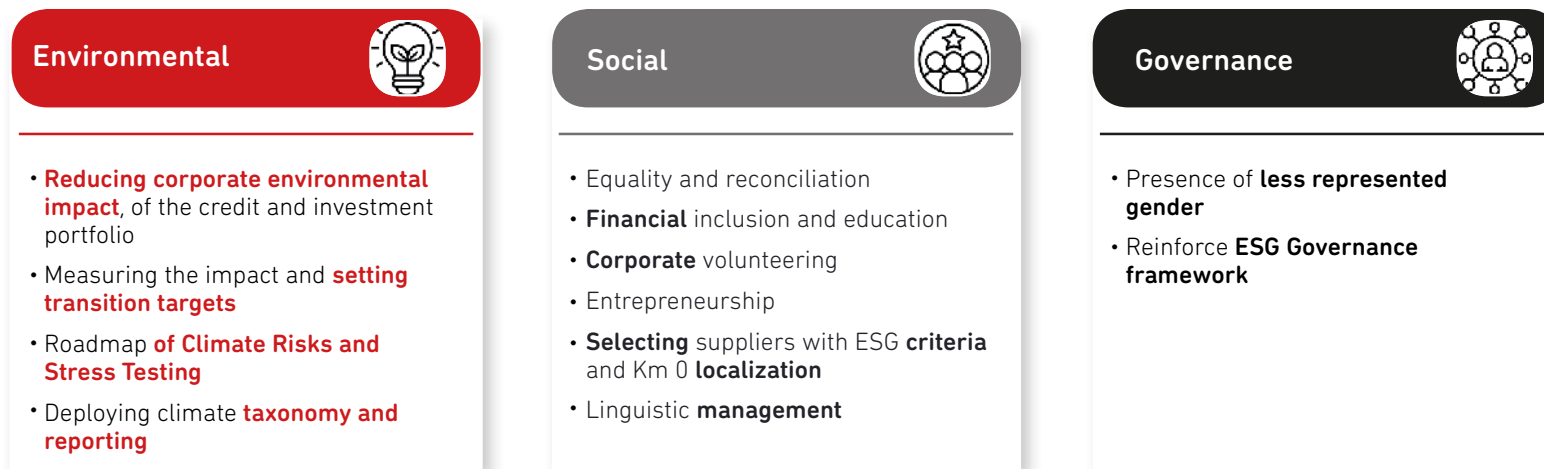 Environmental
• Reducing corporate environmental
impact, of the credit and investment
portfolio
• Measuring the impact and setting
transition targets
• Roadmap of Climate Risks and
Stress Testing
• Deploying climate taxonomy and
reporting
Social
• Equality and reconciliation
• Financial inclusion and education
• Corporate volunteering
• Entrepreneurship
• Selecting suppliers with ESG criteria
and Km 0 localization
• Linguistic management
Governance
• Presence of less represented
gender
• Reinforce ESG Governance
framework